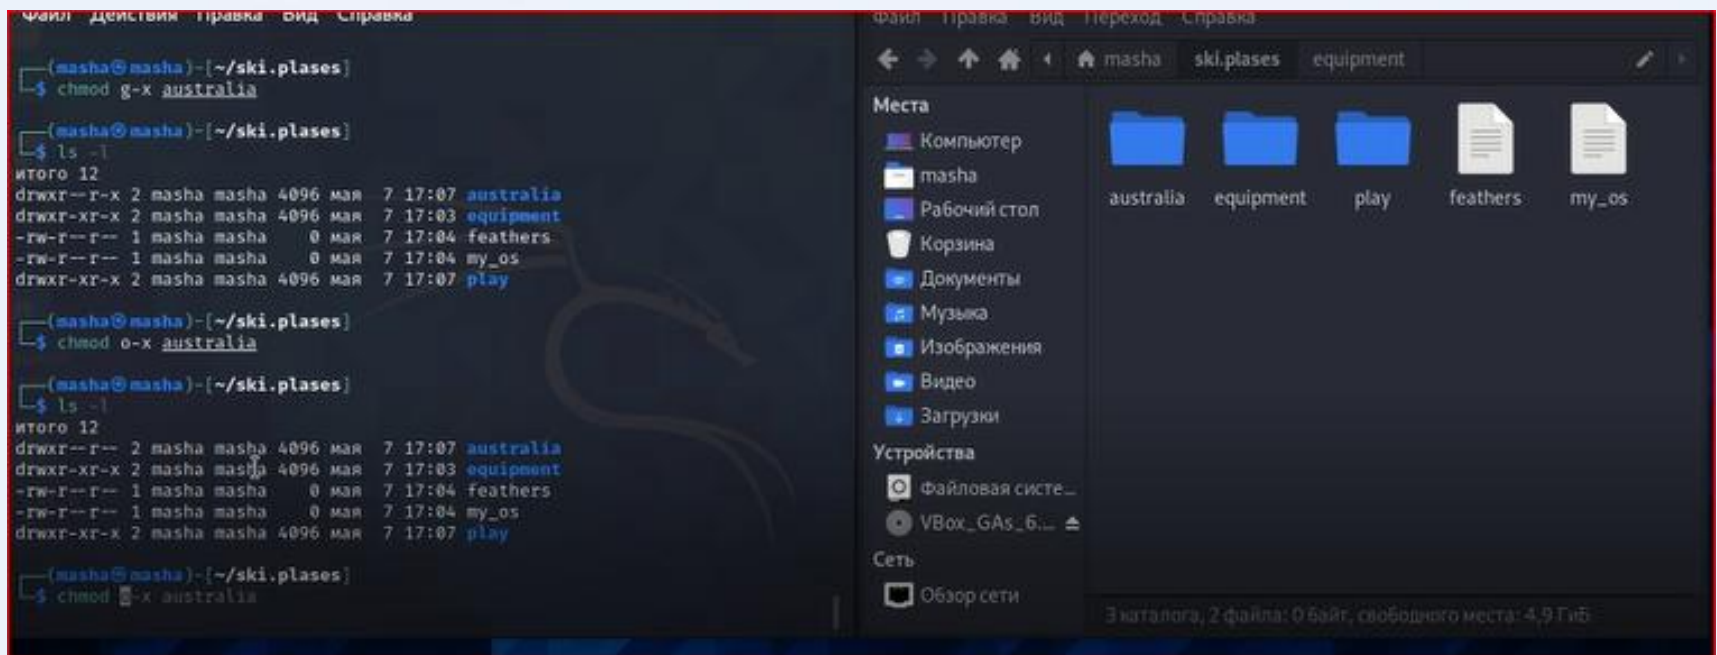 Файл Действия Правка Вид Справка
(masha㉿masha)-[~/ski.plases]
$ chmod g-x australia
(masha㉿masha)-[~/ski.plases]
$ ls -l
итого 12
drwxr--r-x 2 masha masha 4096 мая 7 17:07 australia
drwxr-xr-x 2 masha masha 4096 мая 7 17:03 equipment
-rw-r--r-- 1 masha masha 0 мая 7 17:04 feathers
-rw-r--r-- 1 masha masha 0 мая 7 17:04 my_os
drwxr-xr-x 2 masha masha 4096 мая 7 17:07 play
(masha㉿masha)-[~/ski.plases]
$ chmod o-x australia
(masha㉿masha)-[~/ski.plases]
$ ls -l
итого 12
drwxr--r-- 2 masha masha 4096 мая 7 17:07 australia
drwxr-xr-x 2 masha masha 4096 мая 7 17:03 equipment
-rw-r--r-- 1 masha masha 0 мая 7 17:04 feathers
-rw-r--r-- 1 masha masha 0 мая 7 17:04 my_os
drwxr-xr-x 2 masha masha 4096 мая 7 17:07 play
(masha㉿masha)-[~/ski.plases]
$ chmod -x australia
Файл Правка Вид Переход Справка
masha ski.plases equipment
Места
Компьютер
masha
Рабочий стол
Корзина
Документы
Музыка
Изображения
Видео
Загрузки
Устройства
Файловая систе...
VBox_GAs_6....
Сеть
Обзор сети
australia equipment play feathers my_os
3 каталога, 2 файла: 0 байт, свободного места: 4,9 ГиБ